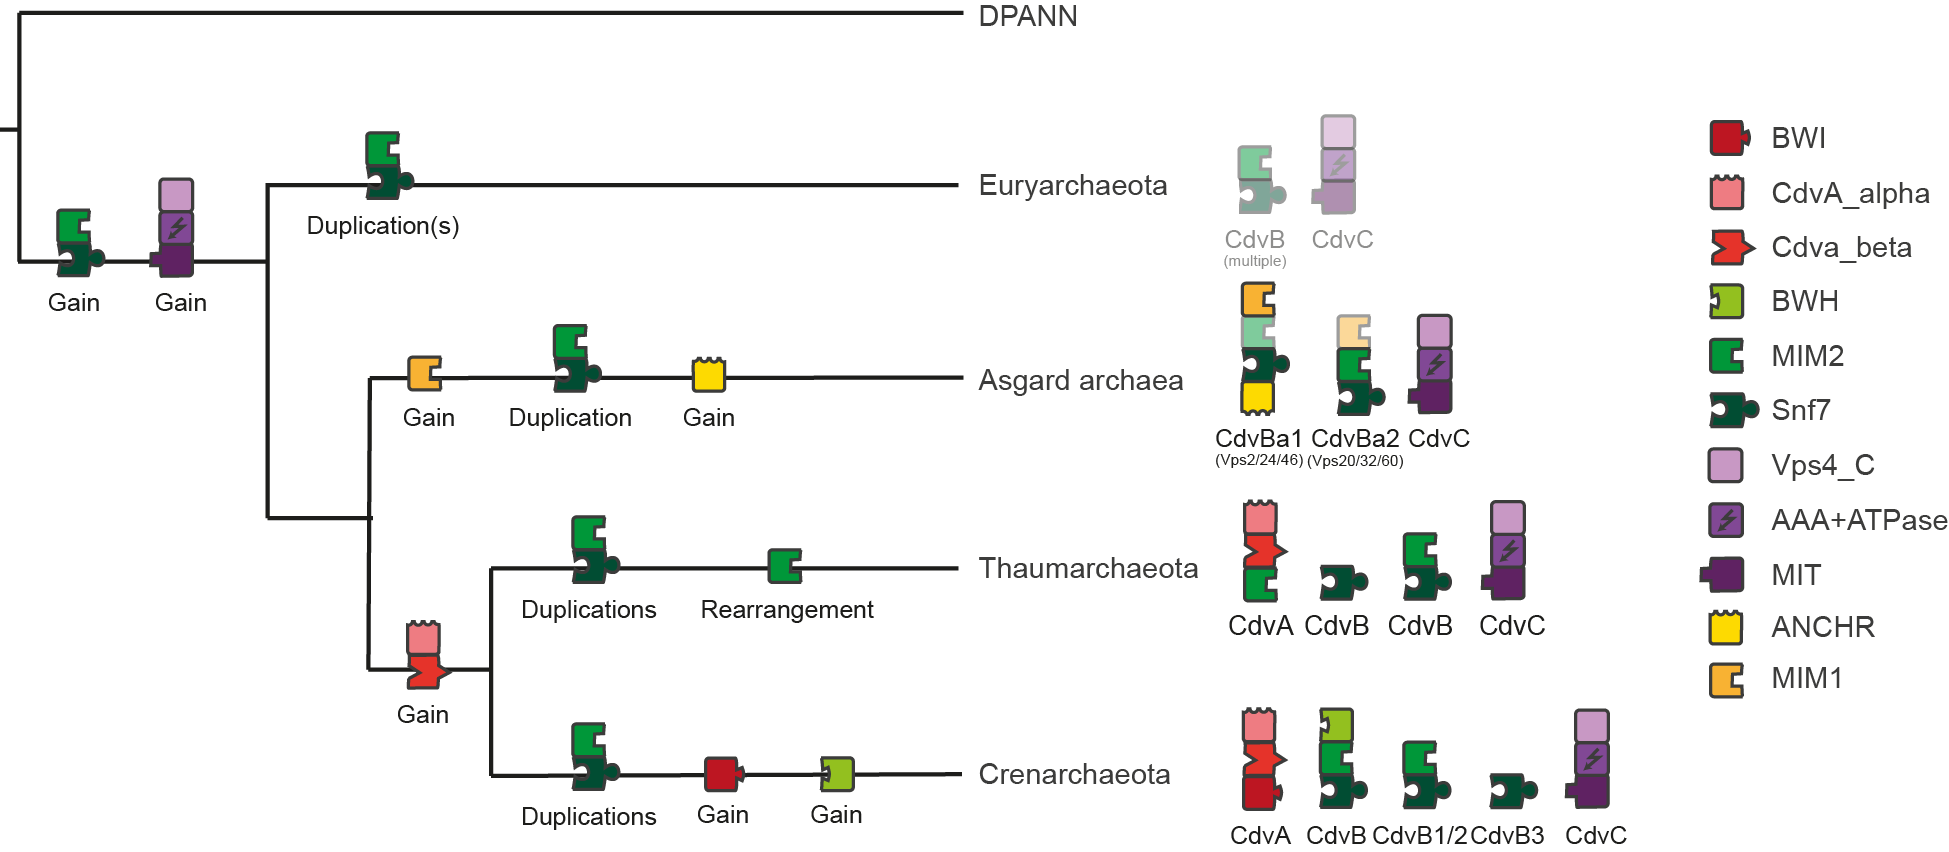 DPANN
Euryarchaeota
Duplication(s)
CdvB
(multiple)
CdvC
Gain
Gain
Asgard archaea
Gain
Duplication
Gain
CdvBa1
(Vps2/24/46)
CdvBa2
(Vps20/32/60)
CdvC
Thaumarchaeota
Duplications
Rearrangement
CdvA
CdvB
CdvB
CdvC
Gain
Crenarchaeota
Duplications
Gain
Gain
CdvA
CdvB
CdvB1/2
CdvB3
CdvC
BWI
CdvA_alpha
Cdva_beta
BWH
MIM2
Snf7
Vps4_C
AAA+ATPase
MIT
ANCHR
MIM1